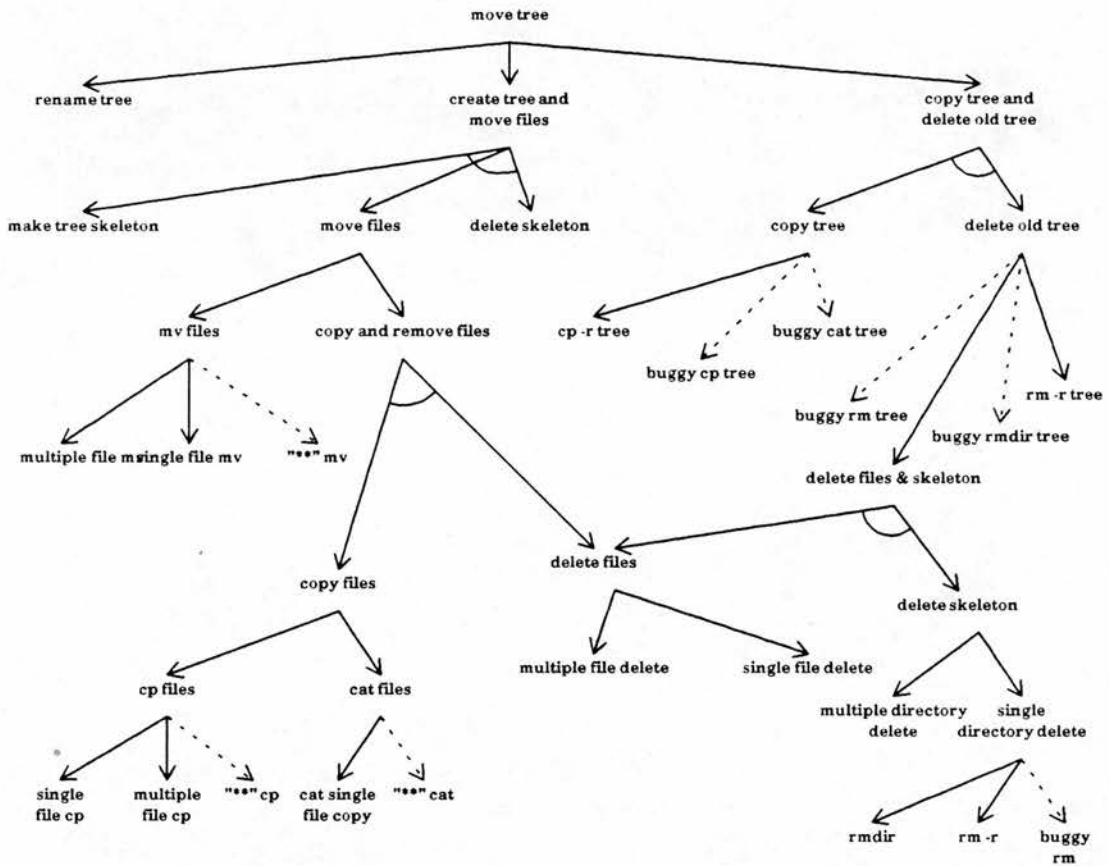 move tree
rename tree
create tree and
move files
copy tree and
delete old tree
make tree skeleton
move files
delete skeleton
copy tree
delete old tree
mv files
copy and remove files
cp -r tree
buggy cat tree
buggy cp tree
rm -r tree
buggy rm tree
buggy rmdir tree
multiple file mv
single file mv
"**" mv
delete files & skeleton
copy files
delete files
delete skeleton
multiple file delete
single file delete
cp files
cat files
multiple directory
delete
single
directory delete
single
file cp
multiple
file cp
"**" cp
cat single
file copy
"**" cat
rmdir
rm -r
buggy
rm